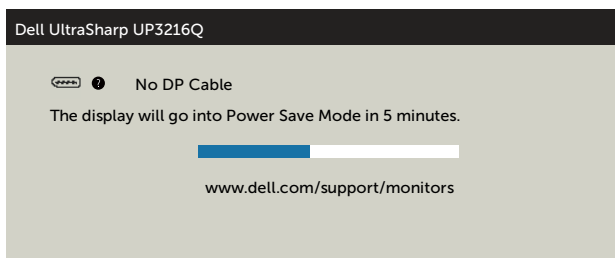 Dell UltraSharp UP3216Q
? No DP Cable
The display will go into Power Save Mode in 5 minutes.
www.dell.com/support/monitors